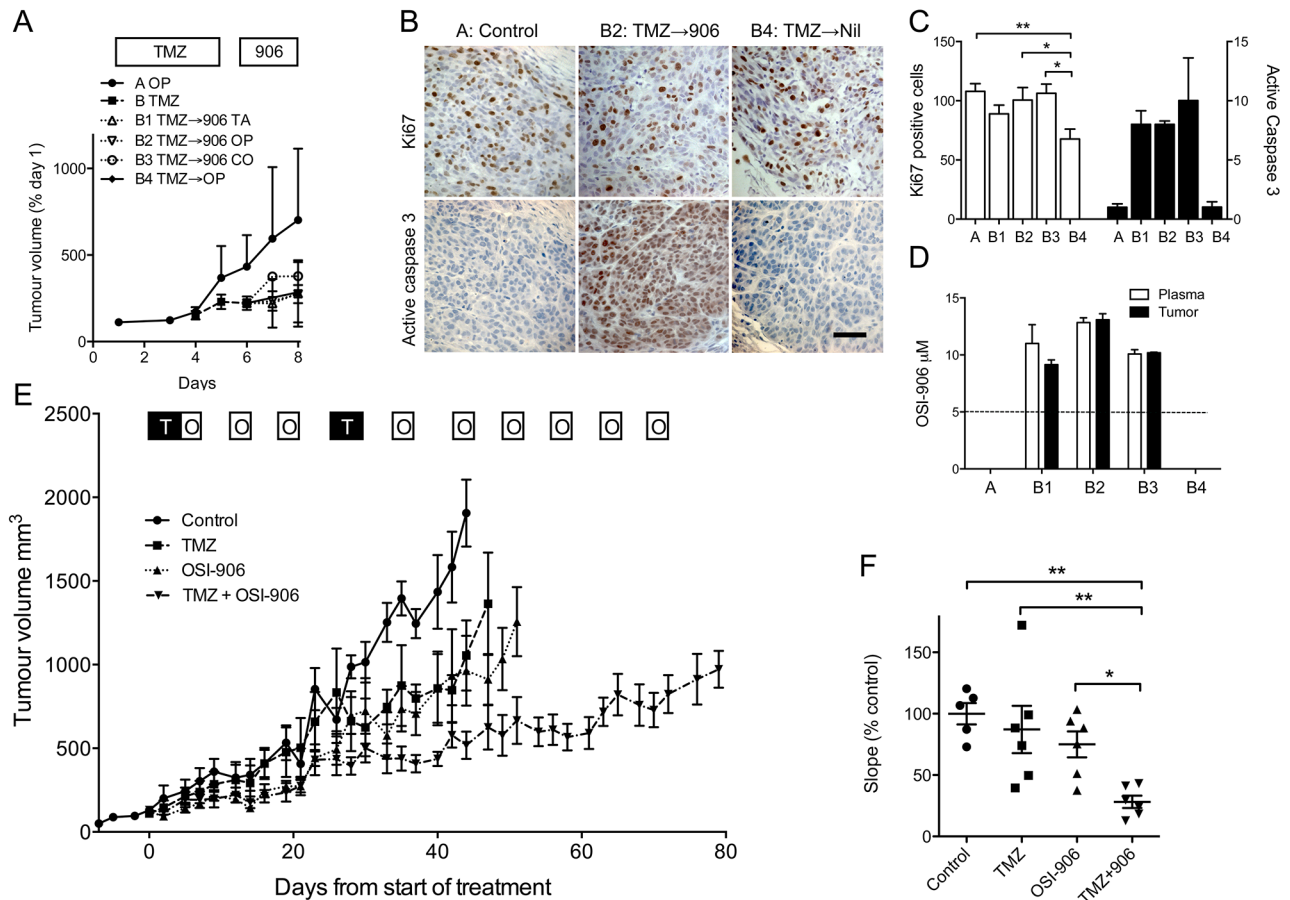 A
TMZ
906
A OP
B TMZ
B1 TMZ→906 TA
B2 TMZ→906 OP
B3 TMZ→906 CO
B4 TMZ→OP
Tumour volume (% day 1)
1000
500
0
0 2 4 6 8
Days
B
A: Control
B2: TMZ→906
B4: TMZ→Nil
Ki67
Active caspase 3
C
** 
*
*
Ki67 positive cells
150
100
50
0
15
10
5
0
Active Caspase 3
A B1 B2 B3 B4
A B1 B2 B3 B4
D
Plasma
Tumor
OSI-906 µM
15
10
5
0
A B1 B2 B3 B4
E
T O O O T O O O O O O
Control
TMZ
OSI-906
TMZ + OSI-906
Tumour volume mm³
2500
2000
1500
1000
500
0
0 20 40 60 80
Days from start of treatment
F
**
**
*
Slope (% control)
150
100
50
0
Control
TMZ
OSI-906
TMZ+906